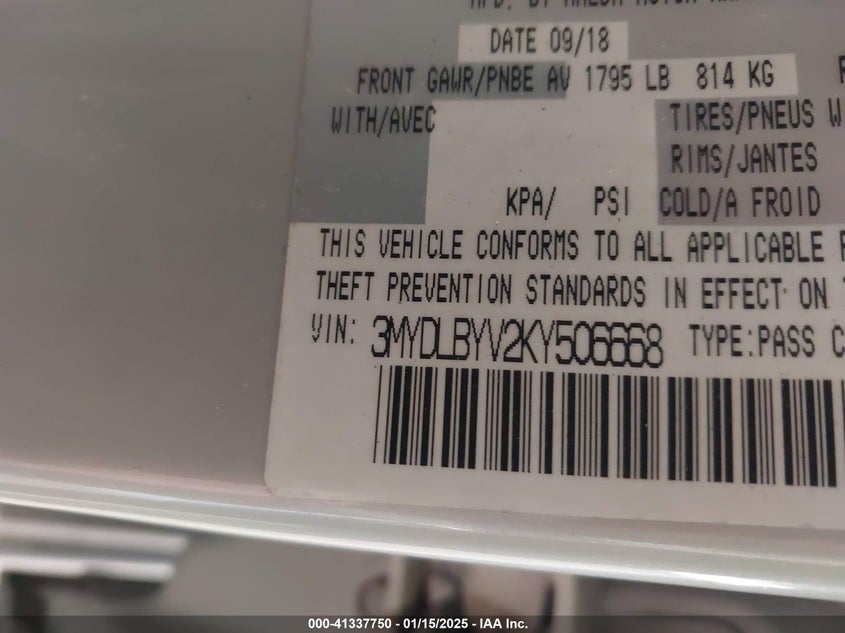 DATE 09/18
FRONT GAWR/PNBE AV 1795 LB 814 KG
WITH/AVEC TIRES/PNEUS
RIMS/JANTES
KPA/ PSI COLD/A FROID
THIS VEHICLE CONFORMS TO ALL APPLICABLE
THEFT PREVENTION STANDARDS IN EFFECT ON
VIN: 3MYDLBYV2KY506668 TYPE:PASS
000-41337750 — 01/15/2025 — IAA Inc.